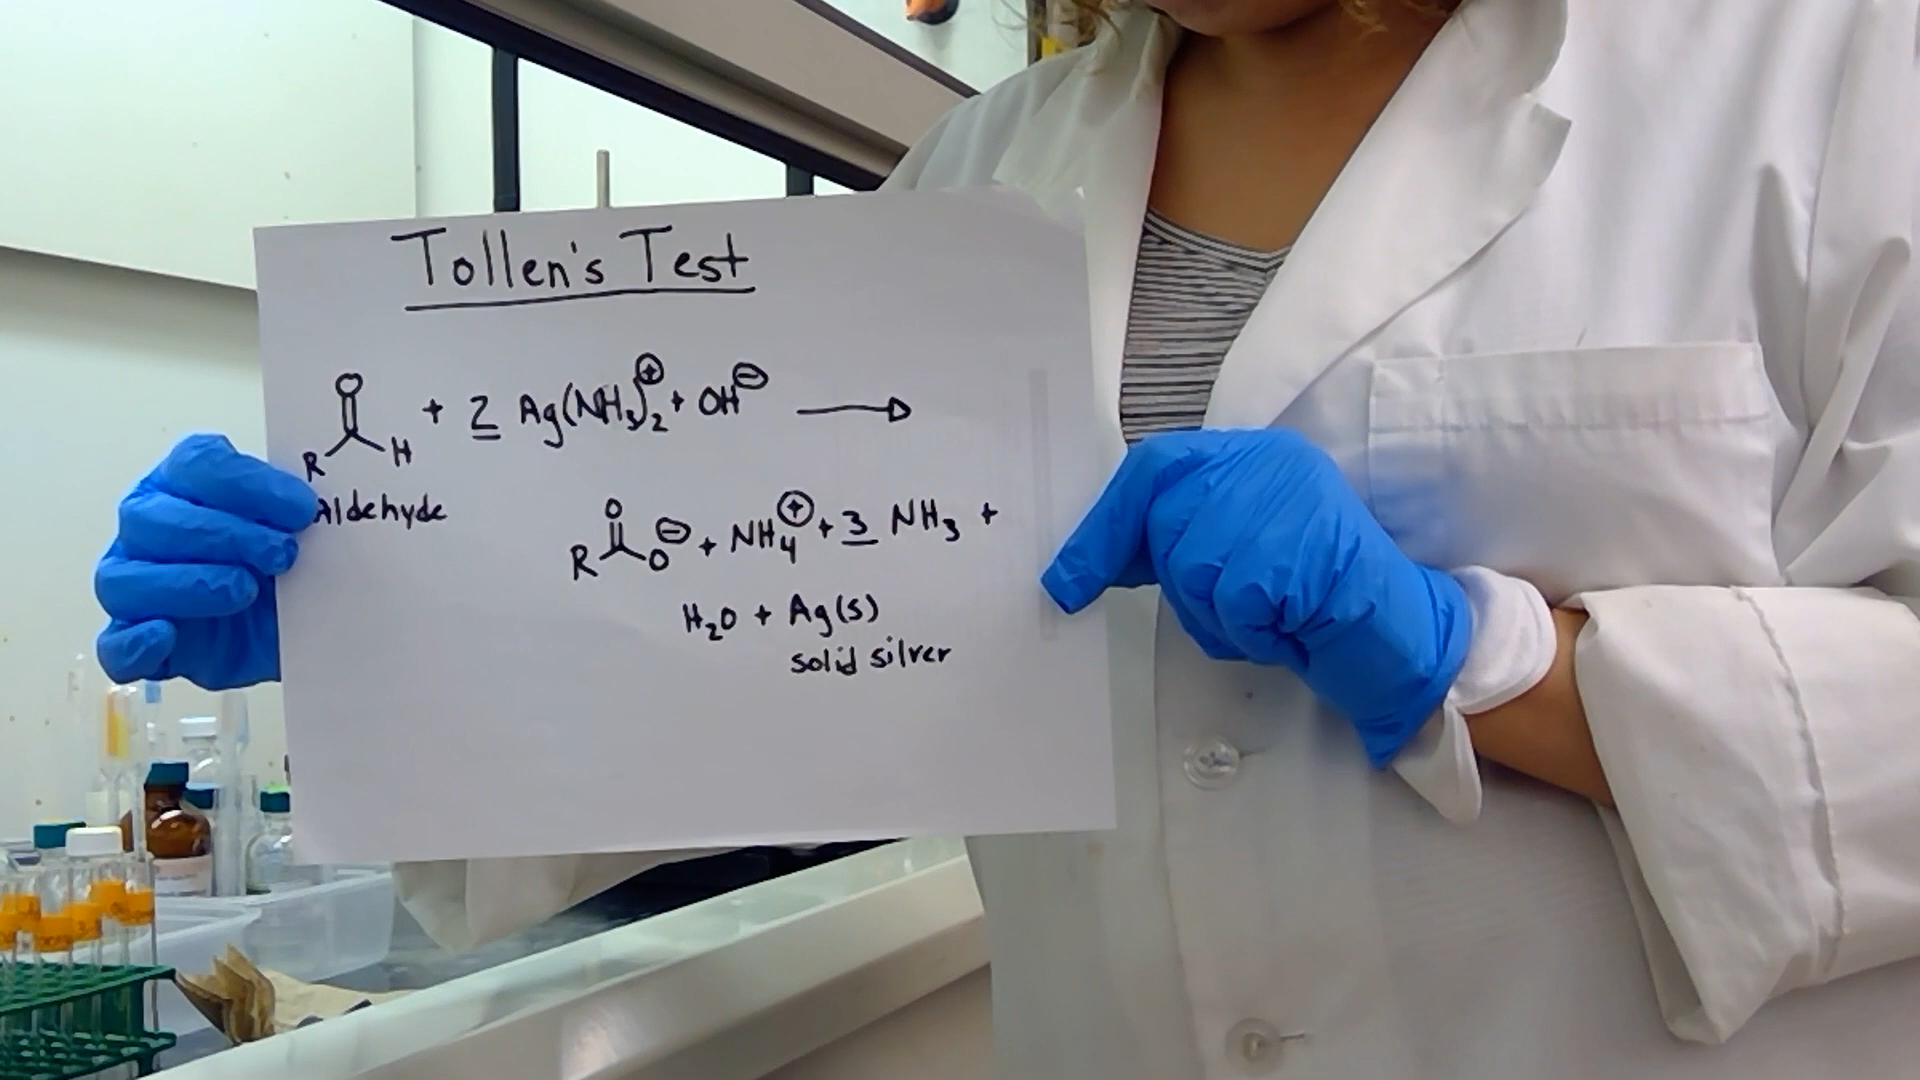 Tollen's Test
O
R H + 2 Ag(NH₃)₂⊕ + OH⊖ →
Aldehyde
O
R O⊖ + NH₄⊕ + 3 NH₃ +
H₂O + Ag(s)
solid silver